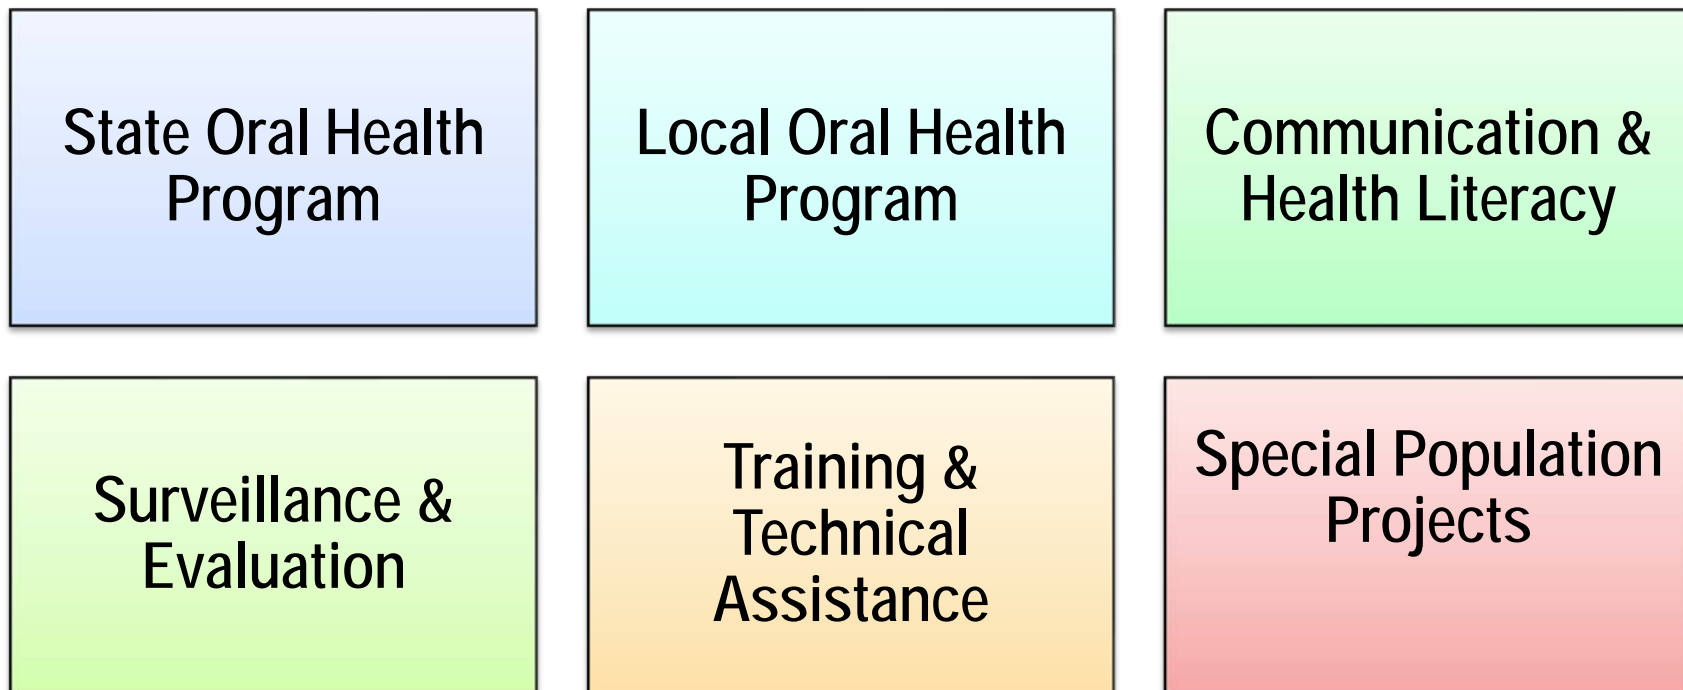 State Oral Health
Program
Local Oral Health
Program
Communication &
Health Literacy
Surveillance &
Evaluation
Training &
Technical
Assistance
Special Population
Projects